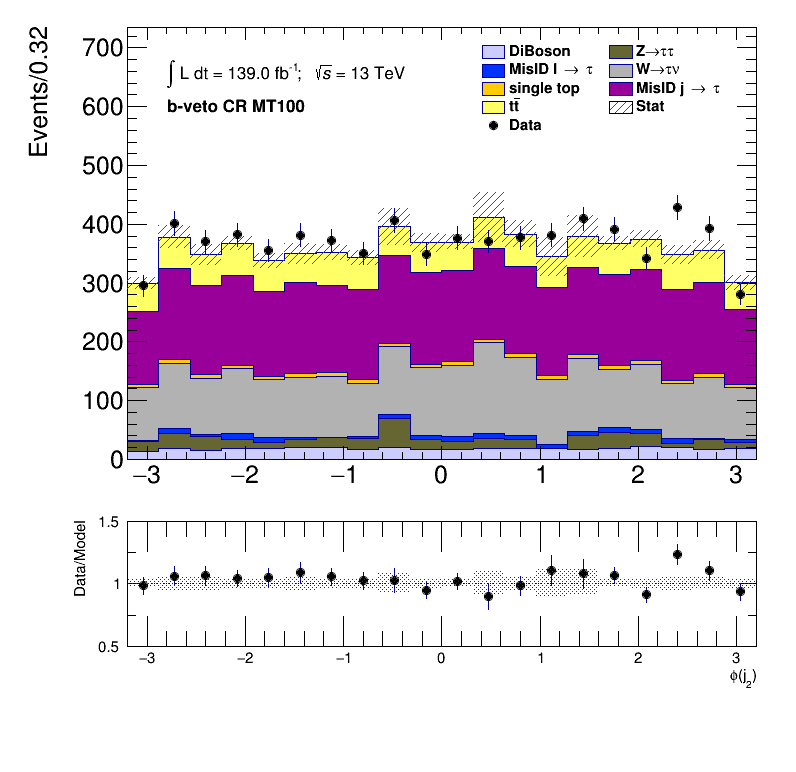 Events/0.32
700
600
500
400
300
200
100
0
∫ L dt = 139.0 fb-1; √s = 13 TeV
b-veto CR MT100
DiBoson
Z→ττ
MisID l → τ
W→τν
single top
MisID j → τ
tt̄
Stat
Data
−3 −2 −1 0 1 2 3
Data/Model
1.5
1
0.5
−3 −2 −1 0 1 2 3
ϕ(j2)